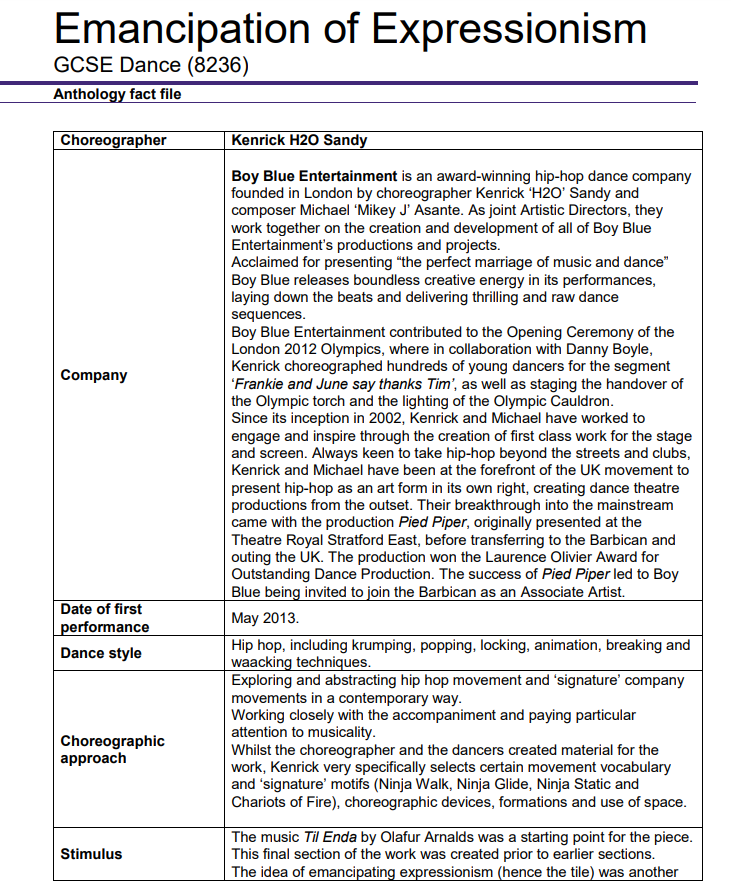 Emancipation of Expressionism
GCSE Dance (8236)
Anthology fact file
Choreographer
Kenrick H2O Sandy
Company
Boy Blue Entertainment is an award-winning hip-hop dance company
founded in London by choreographer Kenrick ‘H2O’ Sandy and
composer Michael ‘Mikey J’ Asante. As joint Artistic Directors, they
work together on the creation and development of all of Boy Blue
Entertainment’s productions and projects.
Acclaimed for presenting “the perfect marriage of music and dance”
Boy Blue releases boundless creative energy in its performances,
laying down the beats and delivering thrilling and raw dance
sequences.
Boy Blue Entertainment contributed to the Opening Ceremony of the
London 2012 Olympics, where in collaboration with Danny Boyle,
Kenrick choreographed hundreds of young dancers for the segment
‘Frankie and June say thanks Tim’, as well as staging the handover of
the Olympic torch and the lighting of the Olympic Cauldron.
Since its inception in 2002, Kenrick and Michael have worked to
engage and inspire through the creation of first class work for the stage
and screen. Always keen to take hip-hop beyond the streets and clubs,
Kenrick and Michael have been at the forefront of the UK movement to
present hip-hop as an art form in its own right, creating dance theatre
productions from the outset. Their breakthrough into the mainstream
came with the production Pied Piper, originally presented at the
Theatre Royal Stratford East, before transferring to the Barbican and
outing the UK. The production won the Laurence Olivier Award for
Outstanding Dance Production. The success of Pied Piper led to Boy
Blue being invited to join the Barbican as an Associate Artist.
Date of first
performance
May 2013.
Dance style
Hip hop, including krumping, popping, locking, animation, breaking and
waacking techniques.
Choreographic
approach
Exploring and abstracting hip hop movement and ‘signature’ company
movements in a contemporary way.
Working closely with the accompaniment and paying particular
attention to musicality.
Whilst the choreographer and the dancers created material for the
work, Kenrick very specifically selects certain movement vocabulary
and ‘signature’ motifs (Ninja Walk, Ninja Glide, Ninja Static and
Chariots of Fire), choreographic devices, formations and use of space.
Stimulus
The music Til Enda by Olafur Arnalds was a starting point for the piece.
This final section of the work was created prior to earlier sections.
The idea of emancipating expressionism (hence the tile) was another